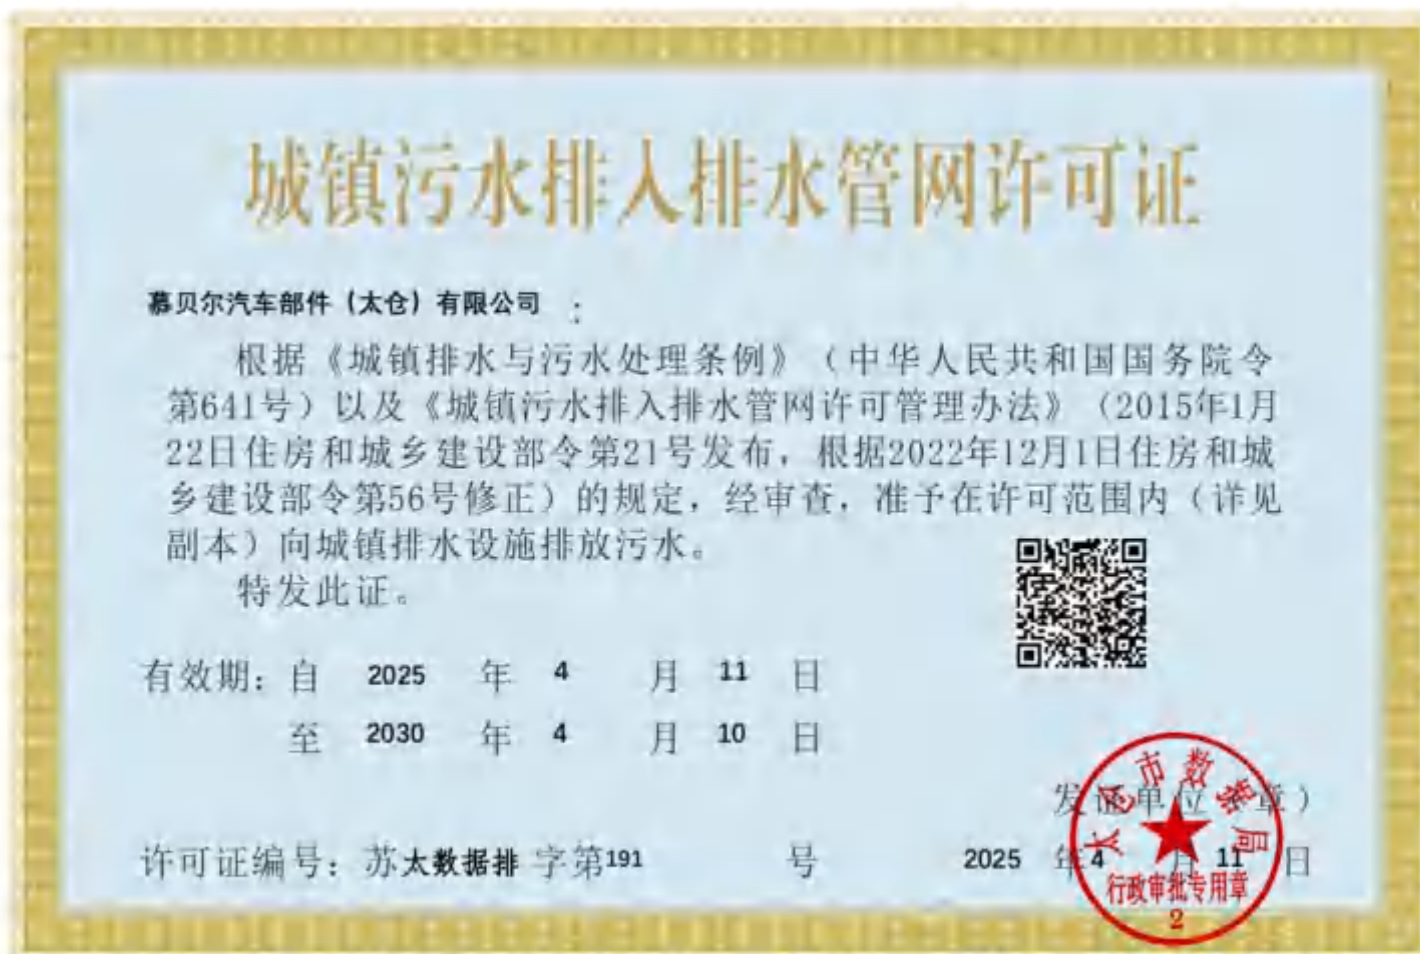 城镇污水排入排水管网许可证
慕贝尔汽车部件（太仓）有限公司 ：
根据《城镇排水与污水处理条例》（中华人民共和国国务院令
第641号）以及《城镇污水排入排水管网许可管理办法》（2015年1月
22日住房和城乡建设部令第21号发布，根据2022年12月1日住房和城
乡建设部令第56号修正）的规定，经审查，准予在许可范围内（详见
副本）向城镇排水设施排放污水。
特发此证。
有效期：自 2025 年 4 月 11 日
至 2030 年 4 月 10 日
发证单位（章）
许可证编号：苏太数据排 字第191 号 2025 年 4 月 11 日
太仓市数据局
行政审批专用章
2